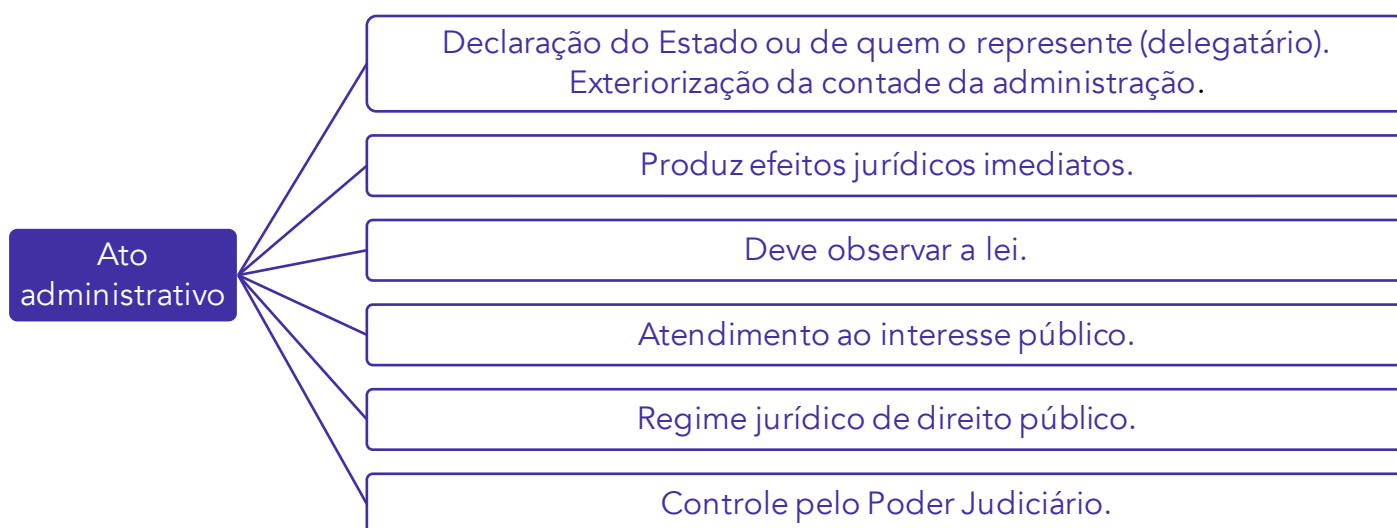 Declaração do Estado ou de quem o represente (delegatário).
Exteriorização da contade da administração.
Produz efeitos jurídicos imediatos.
Deve observar a lei.
Ato
administrativo
Atendimento ao interesse público.
Regime jurídico de direito público.
Controle pelo Poder Judiciário.